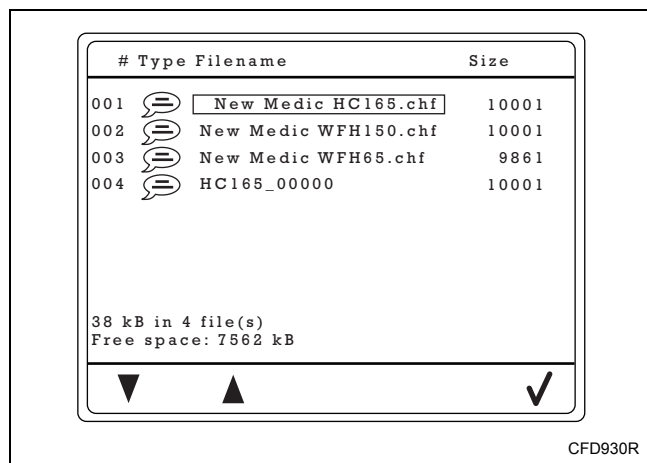 # Type Filename Size
001 New Medic HC165.chf 10001
002 New Medic WFH150.chf 10001
003 New Medic WFH65.chf 9861
004 HC165_00000 10001
38 kB in 4 file(s)
Free space: 7562 kB
CFD930R